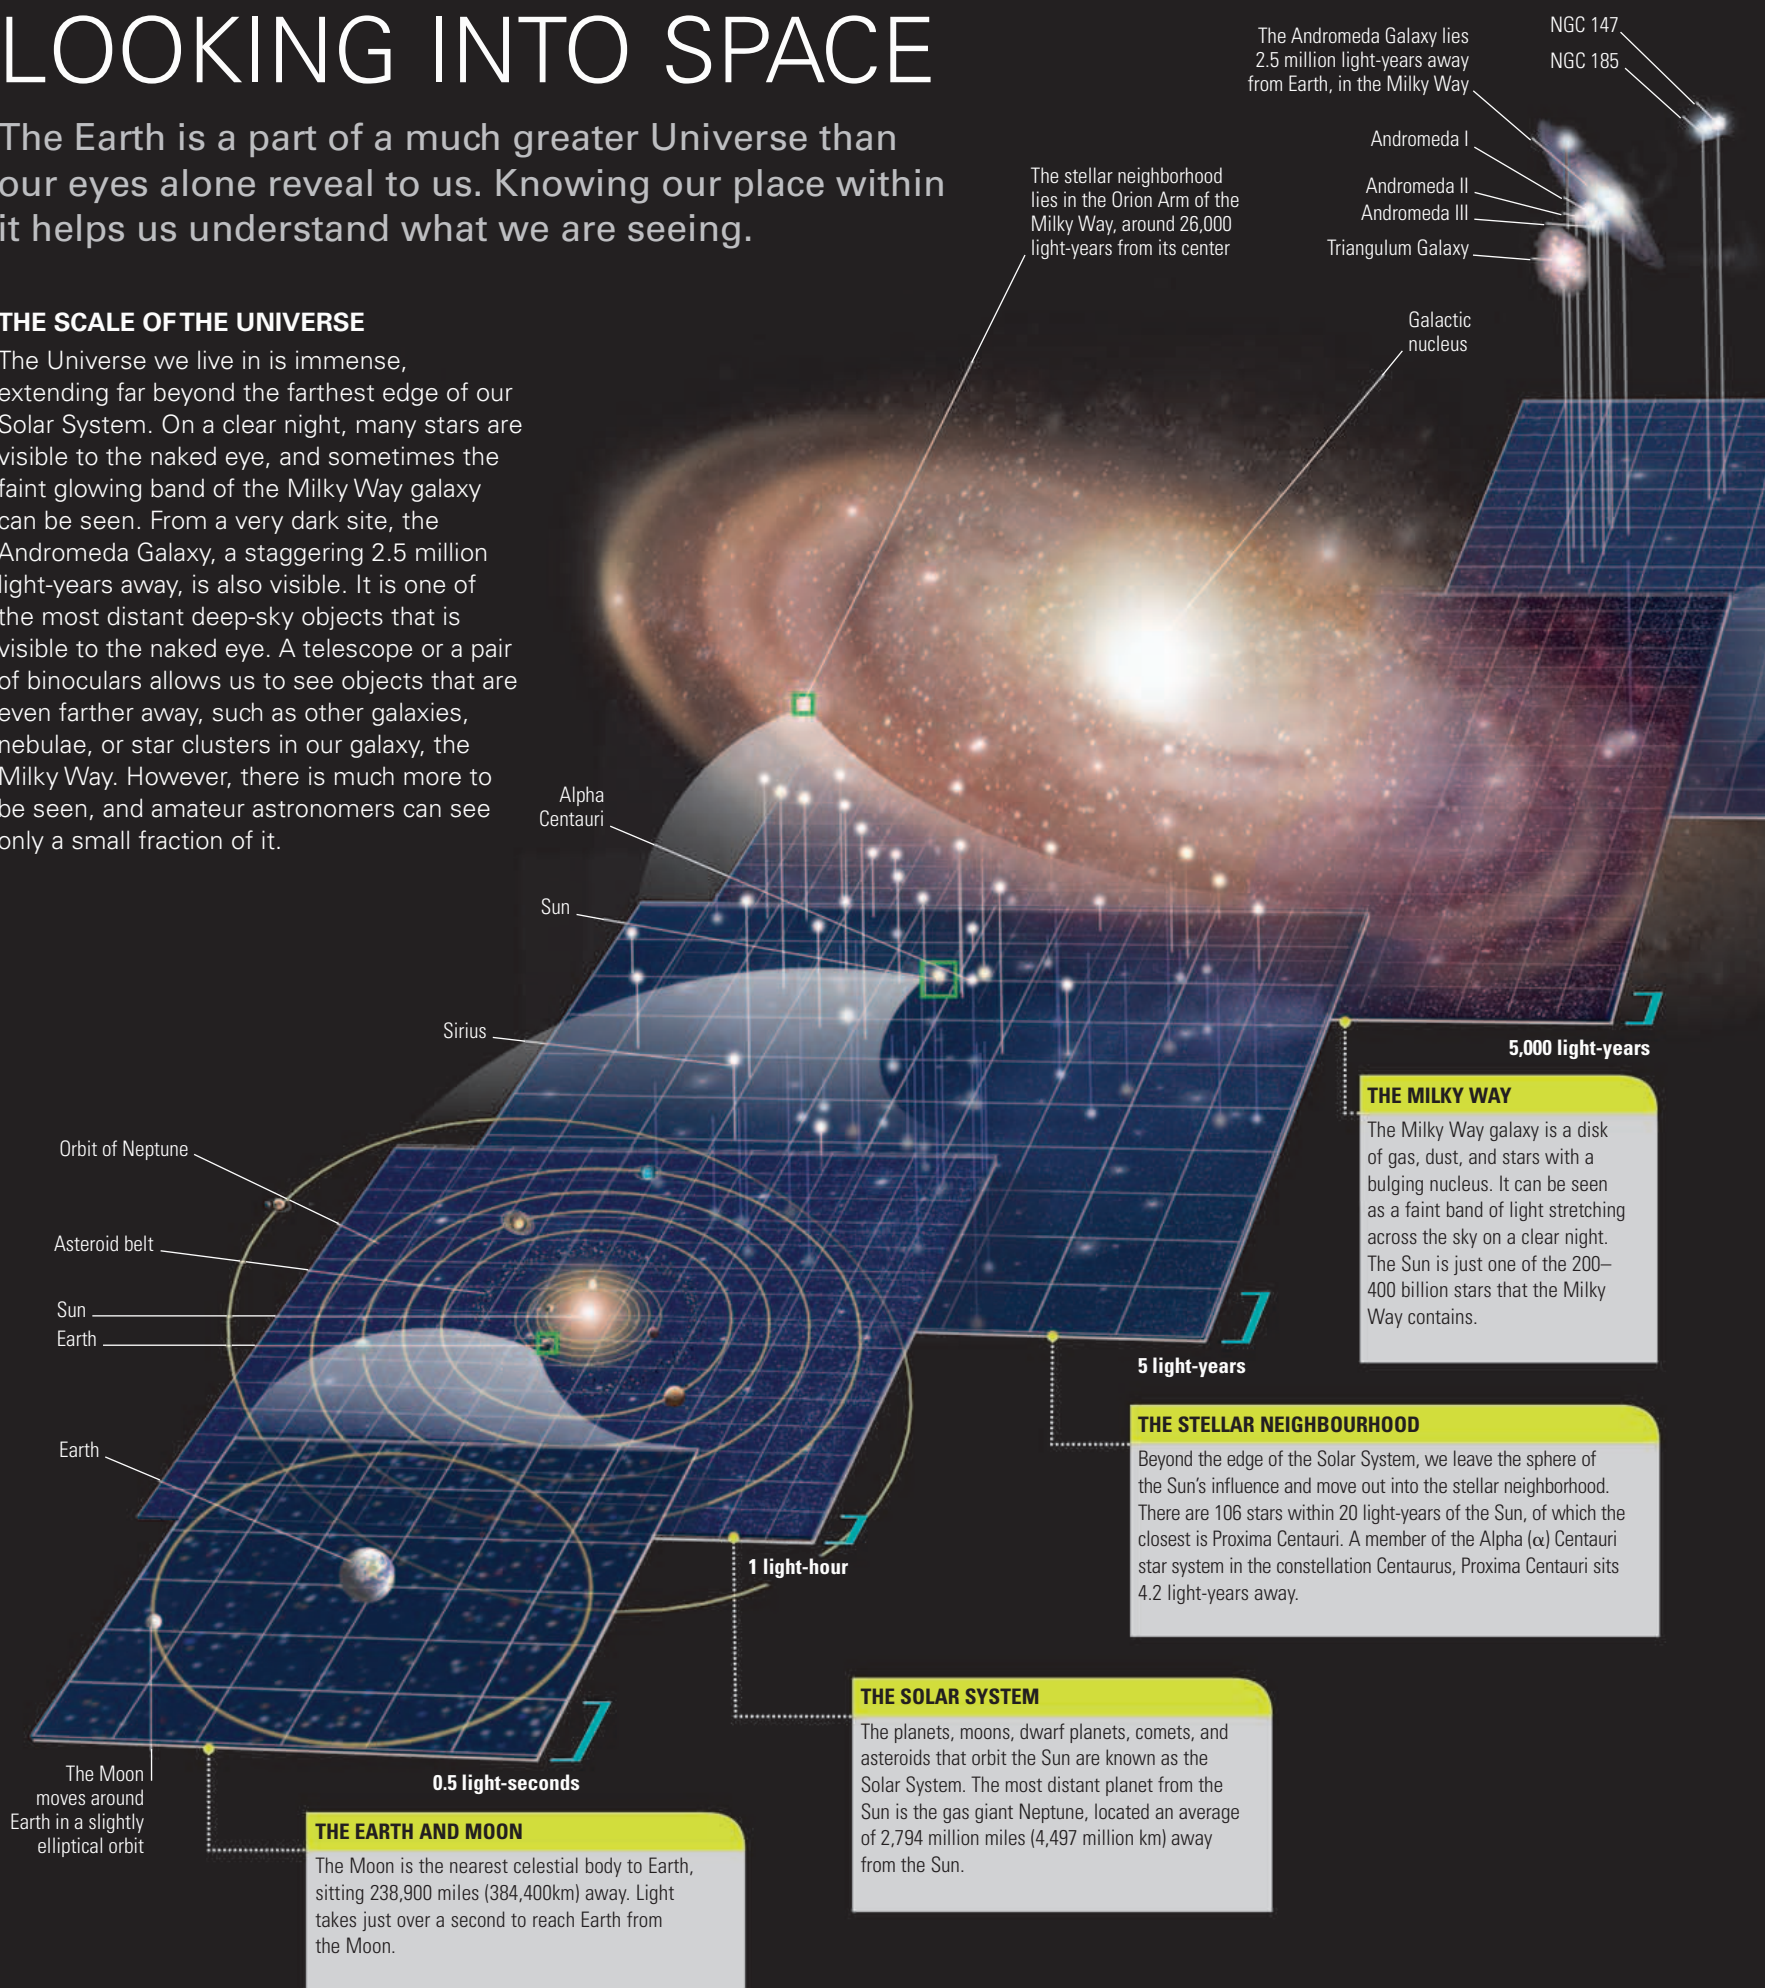 LOOKING INTO SPACE
The Earth is a part of a much greater Universe than
our eyes alone reveal to us. Knowing our place within
it helps us understand what we are seeing.
THE SCALE OF THE UNIVERSE
The Universe we live in is immense,
extending far beyond the farthest edge of our
Solar System. On a clear night, many stars are
visible to the naked eye, and sometimes the
faint glowing band of the Milky Way galaxy
can be seen. From a very dark site, the
Andromeda Galaxy, a staggering 2.5 million
light-years away, is also visible. It is one of
the most distant deep-sky objects that is
visible to the naked eye. A telescope or a pair
of binoculars allows us to see objects that are
even farther away, such as other galaxies,
nebulae, or star clusters in our galaxy, the
Milky Way. However, there is much more to
be seen, and amateur astronomers can see
only a small fraction of it.
The stellar neighborhood
lies in the Orion Arm of the
Milky Way, around 26,000
light-years from its center
The Andromeda Galaxy lies
2.5 million light-years away
from Earth, in the Milky Way
NGC 147
NGC 185
Andromeda I
Andromeda II
Andromeda III
Triangulum Galaxy
Galactic
nucleus
Alpha
Centauri
Sun
Sirius
Orbit of Neptune
Asteroid belt
Sun
Earth
Earth
The Moon
moves around
Earth in a slightly
elliptical orbit
5,000 light-years
THE MILKY WAY
The Milky Way galaxy is a disk
of gas, dust, and stars with a
bulging nucleus. It can be seen
as a faint band of light stretching
across the sky on a clear night.
The Sun is just one of the 200–
400 billion stars that the Milky
Way contains.
5 light-years
THE STELLAR NEIGHBOURHOOD
Beyond the edge of the Solar System, we leave the sphere of
the Sun's influence and move out into the stellar neighborhood.
There are 106 stars within 20 light-years of the Sun, of which the
closest is Proxima Centauri. A member of the Alpha (α) Centauri
star system in the constellation Centaurus, Proxima Centauri sits
4.2 light-years away.
1 light-hour
THE SOLAR SYSTEM
The planets, moons, dwarf planets, comets, and
asteroids that orbit the Sun are known as the
Solar System. The most distant planet from the
Sun is the gas giant Neptune, located an average
of 2,794 million miles (4,497 million km) away
from the Sun.
0.5 light-seconds
THE EARTH AND MOON
The Moon is the nearest celestial body to Earth,
sitting 238,900 miles (384,400km) away. Light
takes just over a second to reach Earth from
the Moon.